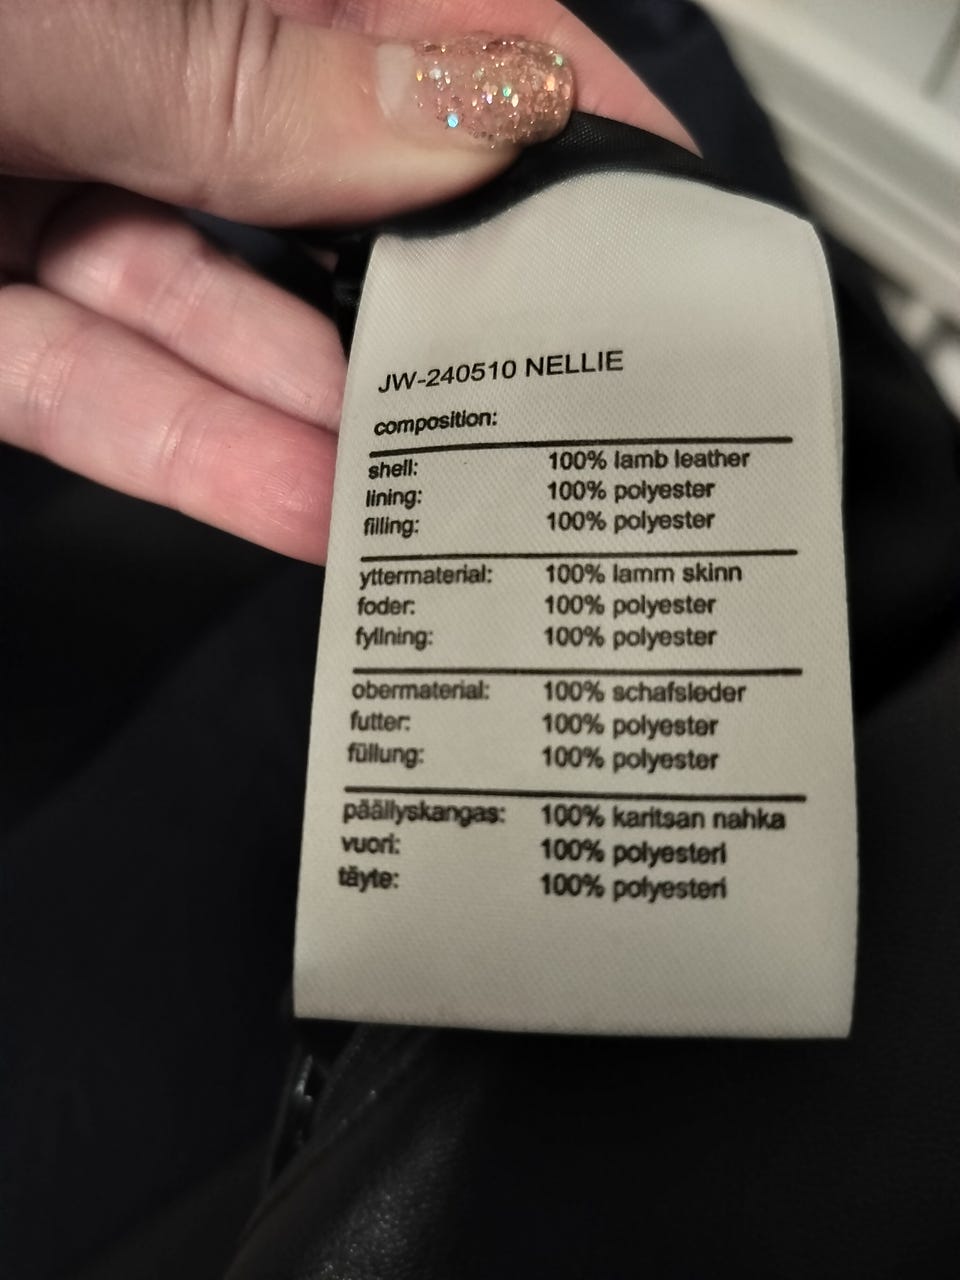 JW-240510 NELLIE
composition:
shell: 100% lamb leather
lining: 100% polyester
filling: 100% polyester
yttermaterial: 100% lamm skinn
foder: 100% polyester
fyllning: 100% polyester
obermaterial: 100% schafsleder
futter: 100% polyester
füllung: 100% polyester
päällyskangas: 100% karitsan nahka
vuori: 100% polyesteri
täyte: 100% polyesteri